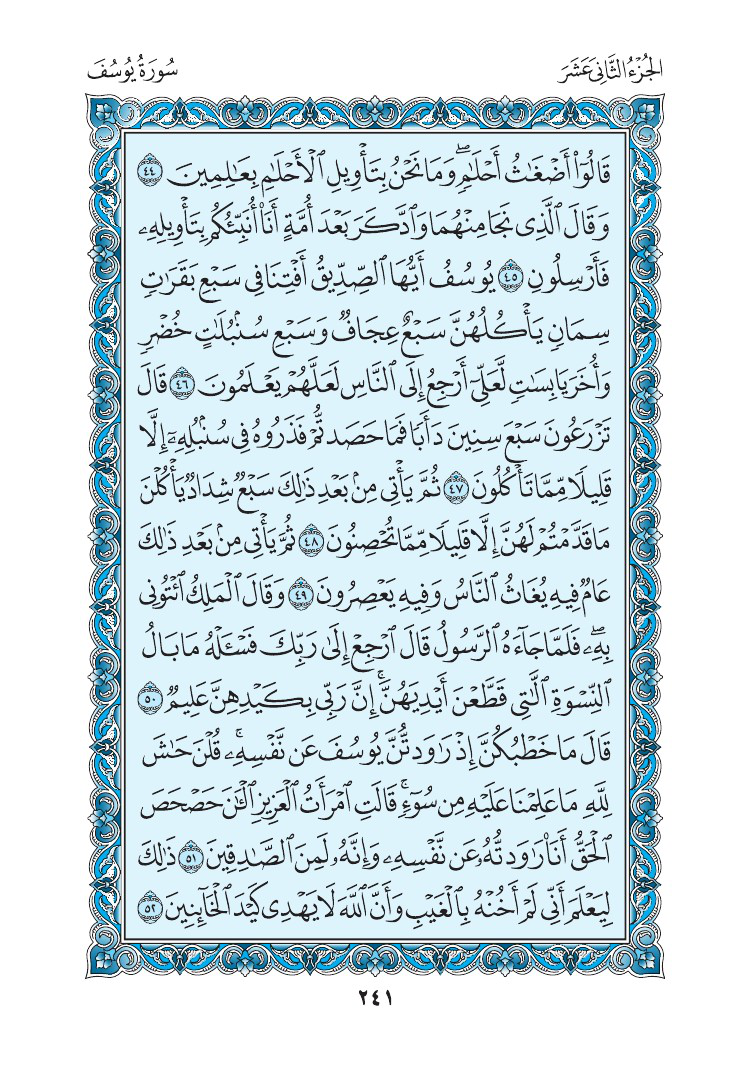 الجُزْءُ الثَّانِي عَشَرَ
سُورَةُ يُوسُفَ
قَالُوٓا۟ أَضْغَٰثُ أَحْلَٰمٖۖ وَمَا نَحْنُ بِتَأْوِيلِ ٱلْأَحْلَٰمِ بِعَٰلِمِينَ ٤٤
وَقَالَ ٱلَّذِى نَجَا مِنْهُمَا وَٱدَّكَرَ بَعْدَ أُمَّةٍ أَنَا۠ أُنَبِّئُكُم بِتَأْوِيلِهِۦ
فَأَرْسِلُونِ ٤٥ يُوسُفُ أَيُّهَا ٱلصِّدِّيقُ أَفْتِنَا فِى سَبْعِ بَقَرَٰتٖ
سِمَانٖ يَأْكُلُهُنَّ سَبْعٌ عِجَافٞ وَسَبْعِ سُنۢبُلَٰتٍ خُضْرٖ
وَأُخَرَ يَابِسَٰتٖ لَّعَلِّىٓ أَرْجِعُ إِلَى ٱلنَّاسِ لَعَلَّهُمْ يَعْلَمُونَ ٤٦ قَالَ
تَزْرَعُونَ سَبْعَ سِنِينَ دَأَبٗا فَمَا حَصَدتُّمْ فَذَرُوهُ فِى سُنۢبُلِهِۦٓ إِلَّا
قَلِيلٗا مِّمَّا تَأْكُلُونَ ٤٧ ثُمَّ يَأْتِى مِنۢ بَعْدِ ذَٰلِكَ سَبْعٞ شِدَادٞ يَأْكُلْنَ
مَا قَدَّمْتُمْ لَهُنَّ إِلَّا قَلِيلٗا مِّمَّا تُحْصِنُونَ ٤٨ ثُمَّ يَأْتِى مِنۢ بَعْدِ ذَٰلِكَ
عَامٞ فِيهِ يُغَاثُ ٱلنَّاسُ وَفِيهِ يَعْصِرُونَ ٤٩ وَقَالَ ٱلْمَلِكُ ٱئْتُونِى
بِهِۦۖ فَلَمَّا جَآءَهُ ٱلرَّسُولُ قَالَ ٱرْجِعْ إِلَىٰ رَبِّكَ فَسْـَٔلْهُ مَا بَالُ
ٱلنِّسْوَةِ ٱلَّٰتِى قَطَّعْنَ أَيْدِيَهُنَّۚ إِنَّ رَبِّى بِكَيْدِهِنَّ عَلِيمٞ ٥٠
قَالَ مَا خَطْبُكُنَّ إِذْ رَٰوَدتُّنَّ يُوسُفَ عَن نَّفْسِهِۦۚ قُلْنَ حَٰشَ
لِلَّهِ مَا عَلِمْنَا عَلَيْهِ مِن سُوٓءٖۚ قَالَتِ ٱمْرَأَتُ ٱلْعَزِيزِ ٱلْـَٰٔنَ حَصْحَصَ
ٱلْحَقُّ أَنَا۠ رَٰوَدتُّهُۥ عَن نَّفْسِهِۦ وَإِنَّهُۥ لَمِنَ ٱلصَّٰدِقِينَ ٥١ ذَٰلِكَ
لِيَعْلَمَ أَنِّى لَمْ أَخُنْهُ بِٱلْغَيْبِ وَأَنَّ ٱللَّهَ لَا يَهْدِى كَيْدَ ٱلْخَآئِنِينَ ٥٢
٢٤١